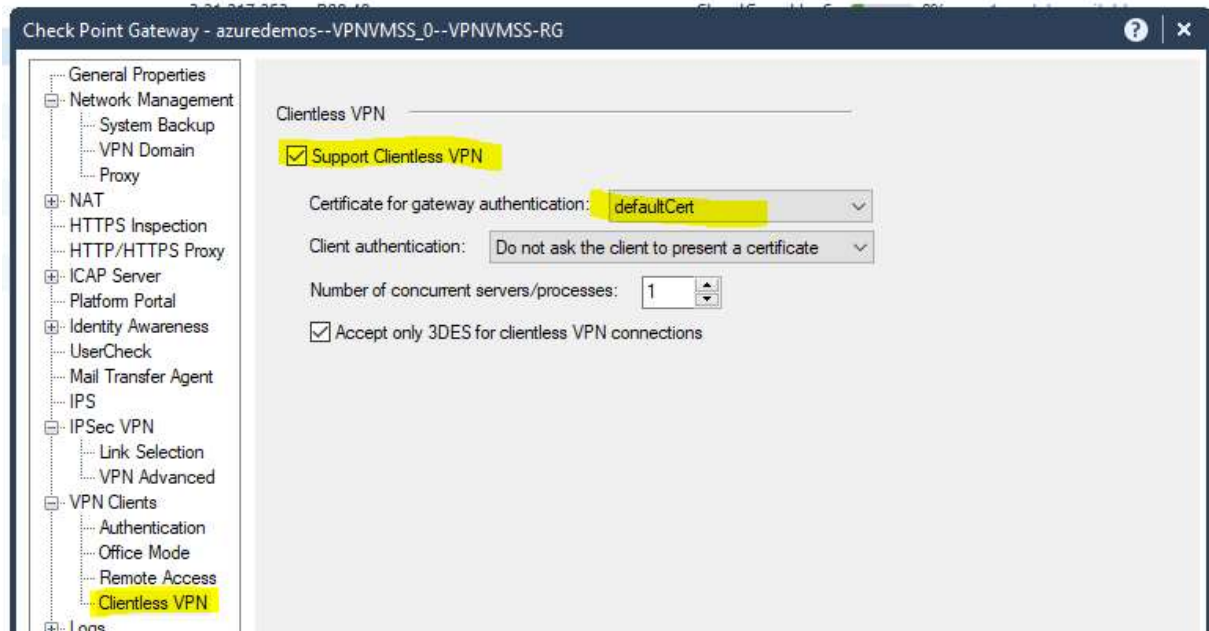 Check Point Gateway - azuredemos--VPNVMSS_0--VPNVMSS-RG
General Properties
Network Management
System Backup
VPN Domain
Proxy
NAT
HTTPS Inspection
HTTP/HTTPS Proxy
ICAP Server
Platform Portal
Identity Awareness
UserCheck
Mail Transfer Agent
IPS
IPSec VPN
Link Selection
VPN Advanced
VPN Clients
Authentication
Office Mode
Remote Access
Clientless VPN
Logs
Clientless VPN
Support Clientless VPN
Certificate for gateway authentication: defaultCert
Client authentication: Do not ask the client to present a certificate
Number of concurrent servers/processes: 1
Accept only 3DES for clientless VPN connections